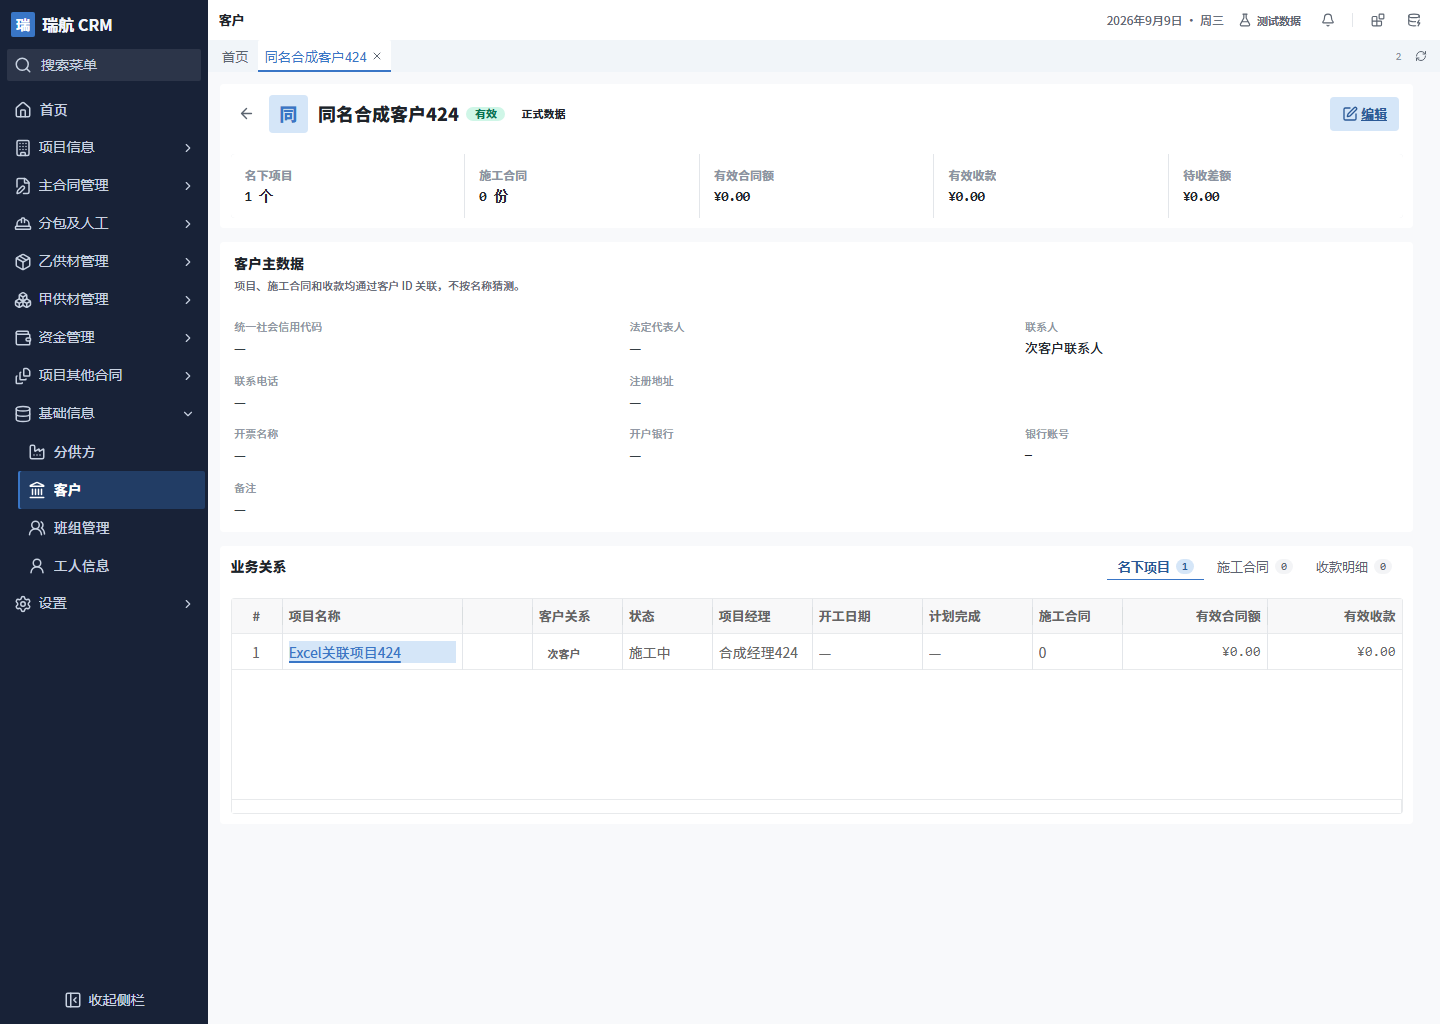 瑞 瑞航 CRM
搜索菜单
首页
项目信息
主合同管理
分包及人工
乙供材管理
甲供材管理
资金管理
项目其他合同
基础信息
分供方
客户
班组管理
工人信息
设置
收起侧栏
客户
2026年9月9日 • 周三 测试数据
首页 同名合成客户424 × 2
同 同名合成客户424 有效 正式数据 编辑
名下项目 施工合同 有效合同额 有效收款 待收差额
1 个 0 份 ¥0.00 ¥0.00 ¥0.00
客户主数据
项目、施工合同和收款均通过客户 ID 关联，不按名称猜测。
统一社会信用代码 法定代表人 联系人
— — 次客户联系人
联系电话 注册地址
— —
开票名称 开户银行 银行账号
— — —
备注
—
业务关系 名下项目 1 施工合同 0 收款明细 0
# 项目名称 客户关系 状态 项目经理 开工日期 计划完成 施工合同 有效合同额 有效收款
1 Excel关联项目424 次客户 施工中 合成经理424 — — 0 ¥0.00 ¥0.00